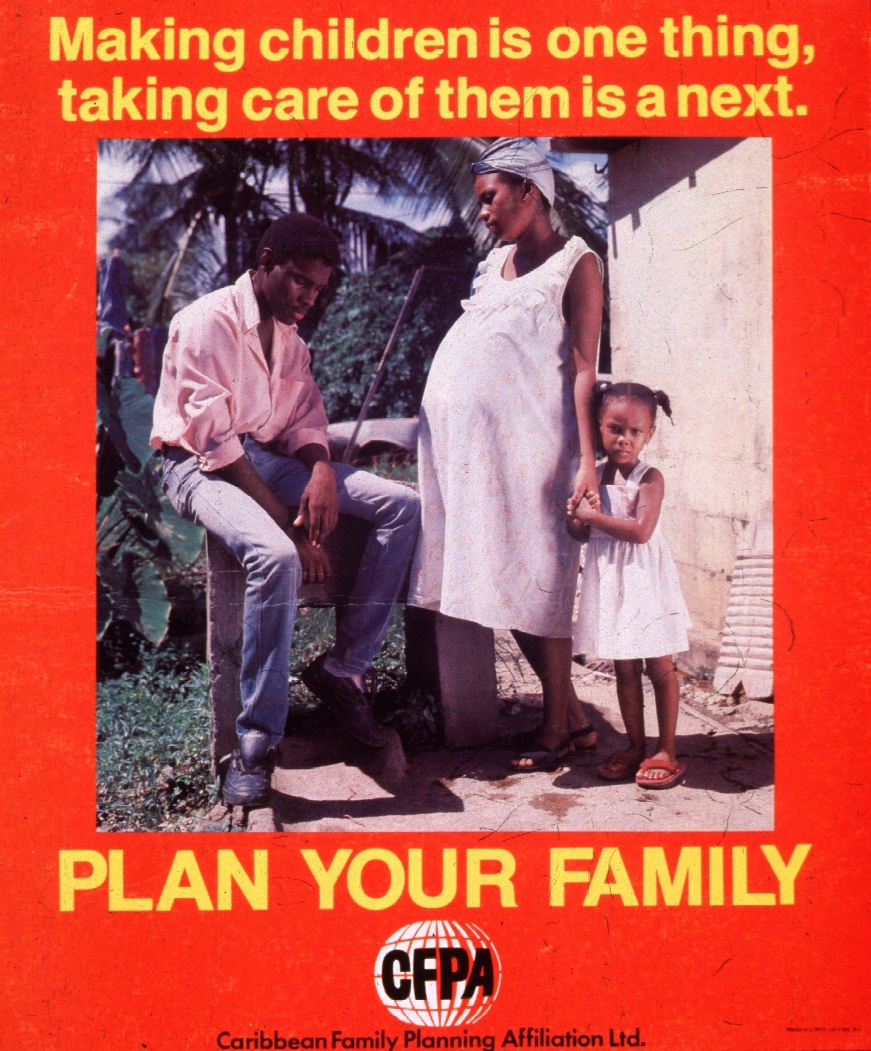 Making children is one thing,
taking care of them is a next.
PLAN YOUR FAMILY
CFPA
Caribbean Family Planning Affiliation Ltd.